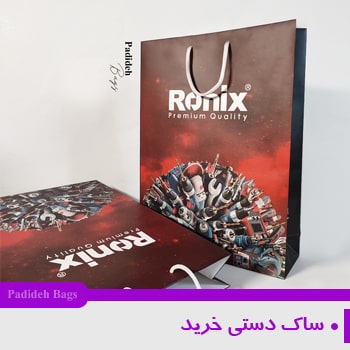 Padideh
Bags
Ronix®
Premium Quality
Ronix®
Premium Quality
Padideh Bags
ساک دستی خرید